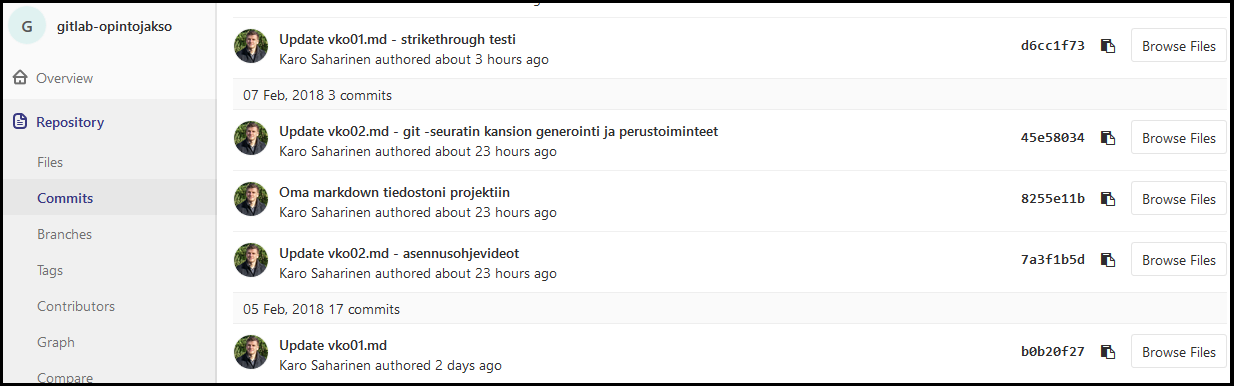 G gitlab-opintojakso
Overview
Repository
Files
Commits
Branches
Tags
Contributors
Graph
Compare
Update vko01.md - strikethrough testi
Karo Saharinen authored about 3 hours ago
d6cc1f73 Browse Files
07 Feb, 2018 3 commits
Update vko02.md - git -seuratin kansion generointi ja perustoiminteet
Karo Saharinen authored about 23 hours ago
45e58034 Browse Files
Oma markdown tiedostoni projektiin
Karo Saharinen authored about 23 hours ago
8255e11b Browse Files
Update vko02.md - asennusohjevideot
Karo Saharinen authored about 23 hours ago
7a3f1b5d Browse Files
05 Feb, 2018 17 commits
Update vko01.md
Karo Saharinen authored 2 days ago
b0b20f27 Browse Files